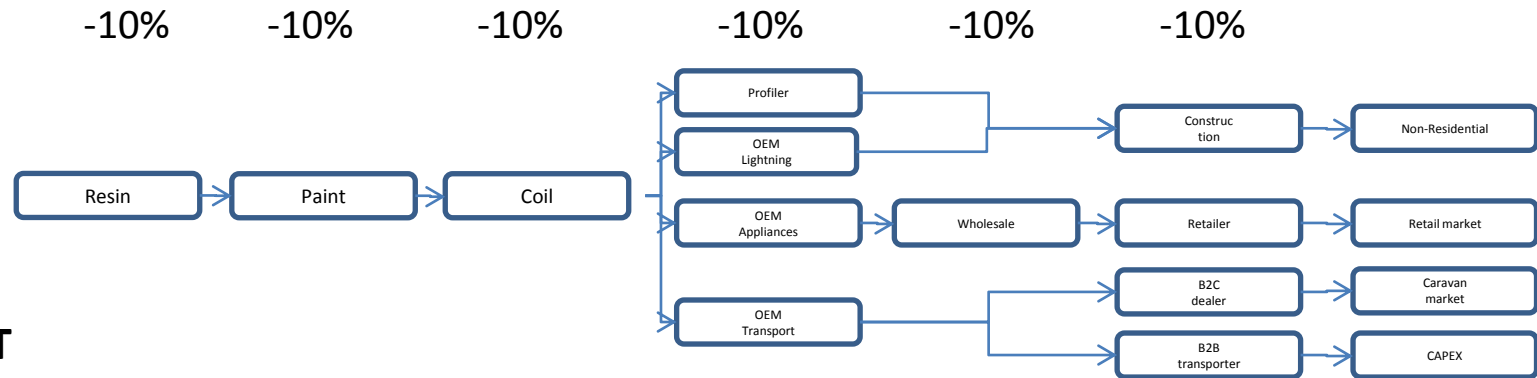 -10% -10% -10% -10% -10% -10%
Profiler
Construc
tion
Non-Residential
OEM
Lightning
Resin
Paint
Coil
OEM
Appliances
Wholesale
Retailer
Retail market
B2C
dealer
Caravan
market
OEM
Transport
B2B
transporter
CAPEX
T